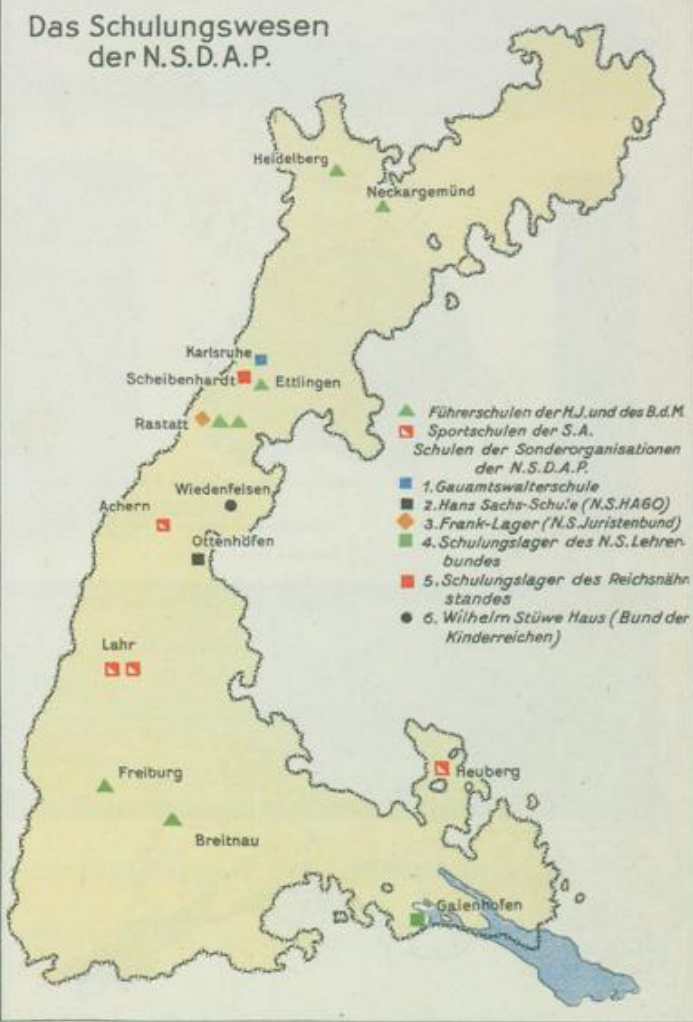 Das Schulungswesen
der N.S.D.A.P.
Heidelberg
Neckargemünd
Karlsruhe
Scheibenhardt
Ettlingen
Rastatt
Wiedenfelsen
Achern
Ottenhöfen
Lahr
Freiburg
Breitnau
Heuberg
Gaienhofen
Führerschulen der H.J. und des B.d.M.
Sportschulen der S.A.
Schulen der Sonderorganisationen
der N.S.D.A.P.
1. Gauamtswalterschule
2. Hans Sachs-Schule (N.S.HAGO)
3. Frank-Lager (N.S. Juristenbund)
4. Schulungslager des N.S. Lehrer-
bundes
5. Schulungslager des Reichsnähr
standes
6. Wilhelm Stüwe Haus (Bund der
Kinderreichen)